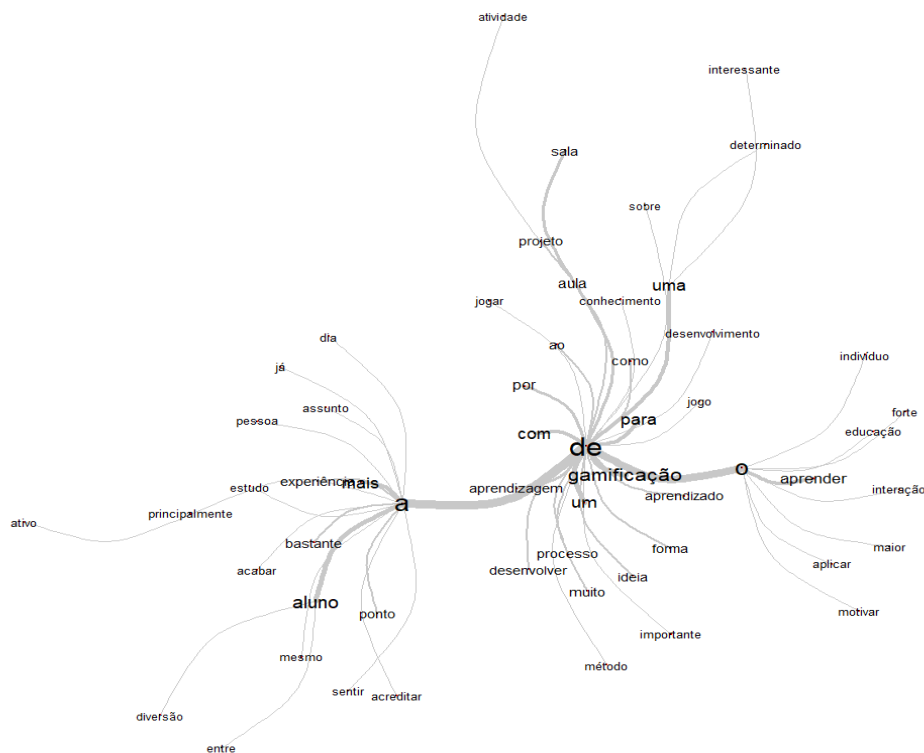 atividade
interessante
determinado
sala
sobre
projeto
aula
uma
conhecimento
jogar
desenvolvimento
dia
ao
como
indivíduo
já
por
jogo
forte
assunto
pessoa
para
educação
com
de
o
gamificação
aprender
experiência
mais
estudo
aprendizagem
aprendizado
interação
a
um
principalmente
ativo
bastante
processo
forma
maior
acabar
desenvolver
ideia
aplicar
muito
aluno
ponto
motivar
importante
mesmo
método
sentir
acreditar
diversão
entre